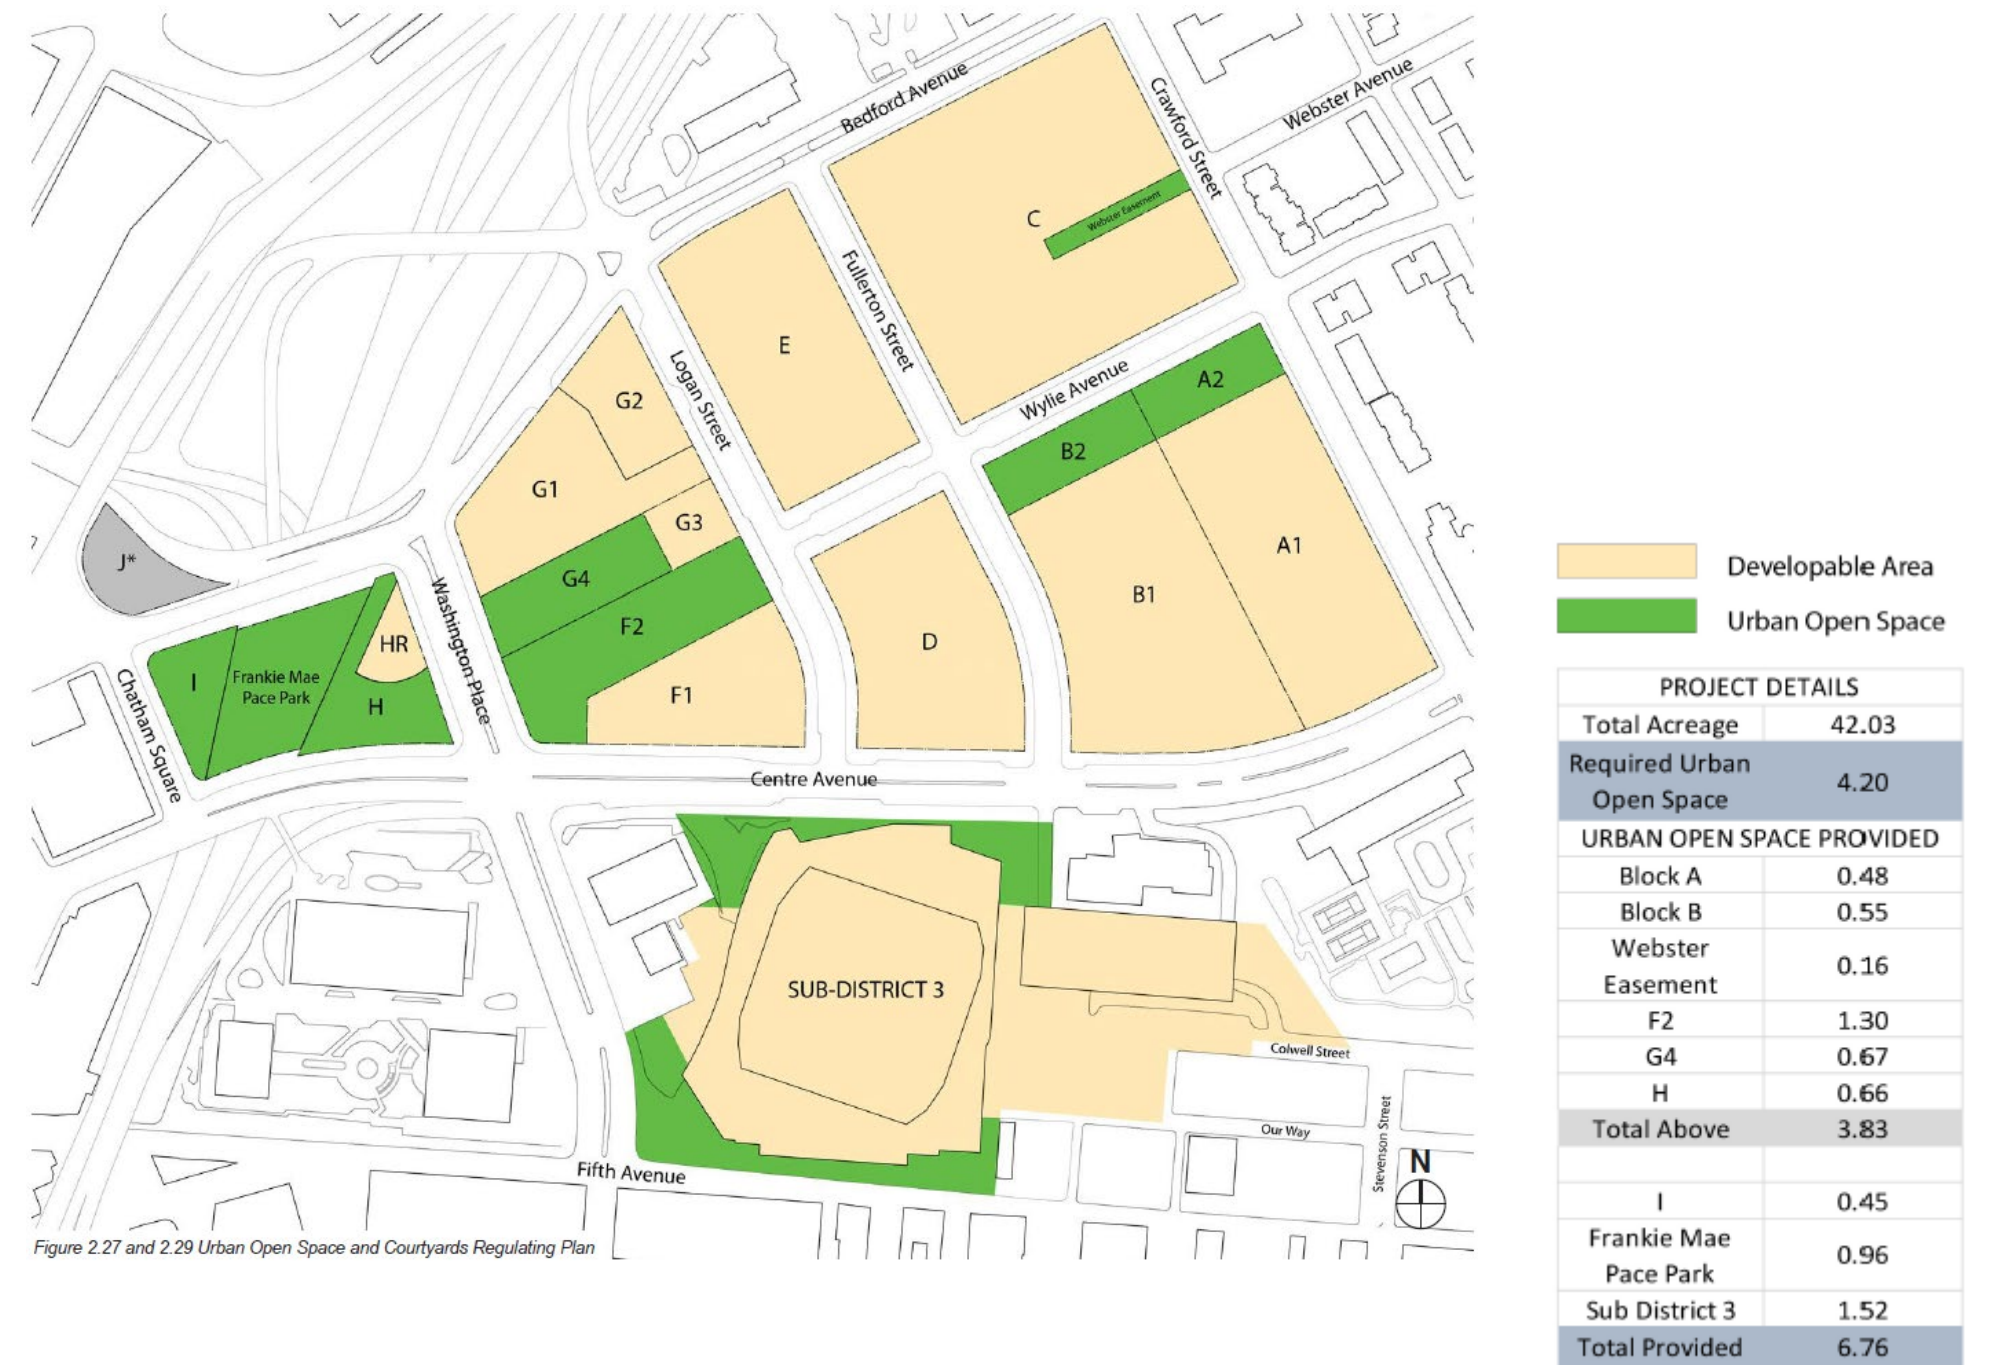 Bedford Avenue
Crawford Street
Webster Avenue
C
Webster Easement
Fullerton Street
E
Logan Street
G2
Wylie Avenue
A2
B2
G1
G3
A1
J*
G4
B1
Washington Place
F2
HR
D
I
Frankie Mae
Pace Park
H
F1
Chatham Square
Centre Avenue
SUB-DISTRICT 3
Colwell Street
Our Way
Stevenson Street
Fifth Avenue
N
Figure 2.27 and 2.29 Urban Open Space and Courtyards Regulating Plan
Developable Area
Urban Open Space
PROJECT DETAILS
Total Acreage 42.03
Required Urban
Open Space 4.20
URBAN OPEN SPACE PROVIDED
Block A 0.48
Block B 0.55
Webster
Easement 0.16
F2 1.30
G4 0.67
H 0.66
Total Above 3.83
I 0.45
Frankie Mae
Pace Park 0.96
Sub District 3 1.52
Total Provided 6.76